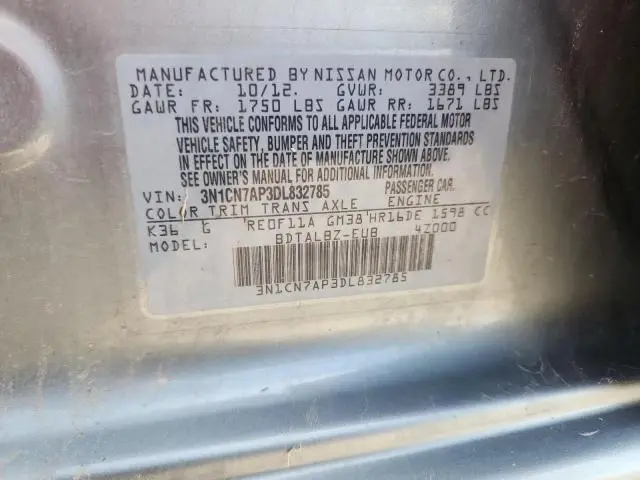 MANUFACTURED BY NISSAN MOTOR CO., LTD.
DATE: 10/12. GVWR: 3389 LBS
GAWR FR: 1750 LBS GAWR RR: 1671 LBS
THIS VEHICLE CONFORMS TO ALL APPLICABLE FEDERAL MOTOR
VEHICLE SAFETY, BUMPER AND THEFT PREVENTION STANDARDS
IN EFFECT ON THE DATE OF MANUFACTURE SHOWN ABOVE.
SEE OWNER'S MANUAL FOR ADDITIONAL INFORMATION.
VIN: 3N1CN7AP3DL832785 PASSENGER CAR.
COLOR TRIM TRANS AXLE ENGINE
K36 G RE0F11A GM38 HR16DE 1598 CC
MODEL: BDTALBZ-EUB 4Z000
3N1CN7AP3DL832785